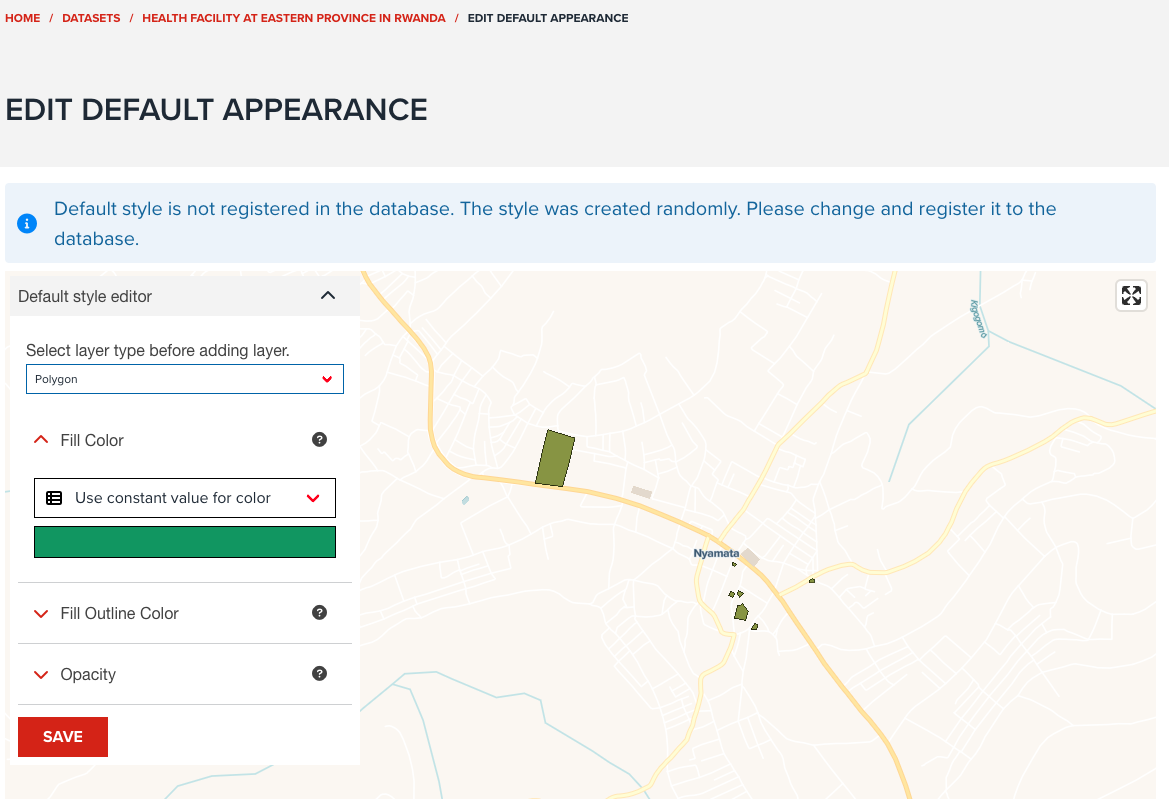 HOME / DATASETS / HEALTH FACILITY AT EASTERN PROVINCE IN RWANDA / EDIT DEFAULT APPEARANCE
EDIT DEFAULT APPEARANCE
Default style is not registered in the database. The style was created randomly. Please change and register it to the
database.
Default style editor
Select layer type before adding layer.
Polygon
Fill Color
Use constant value for color
Fill Outline Color
Opacity
SAVE
Nyamata